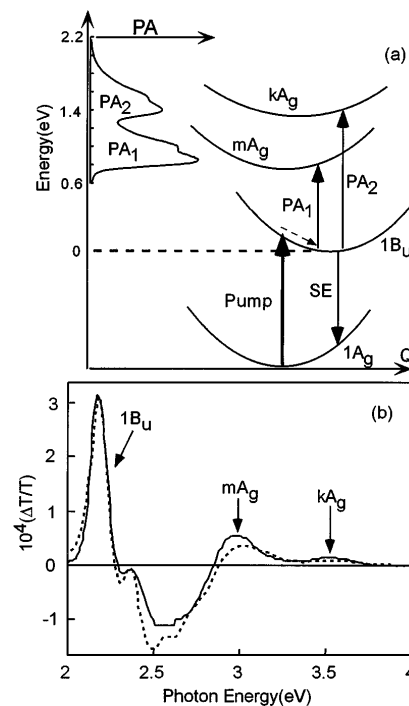 PA
(a)
2.2
kAg
PA2
1.4
mAg
PA1
0.6
PA1
PA2
1Bu
0
SE
Pump
1Ag
Q
Energy(eV)
(b)
3
1Bu
2
mAg
kAg
1
0
-1
10^4(ΔT/T)
2
2.5
3
3.5
4
Photon Energy(eV)